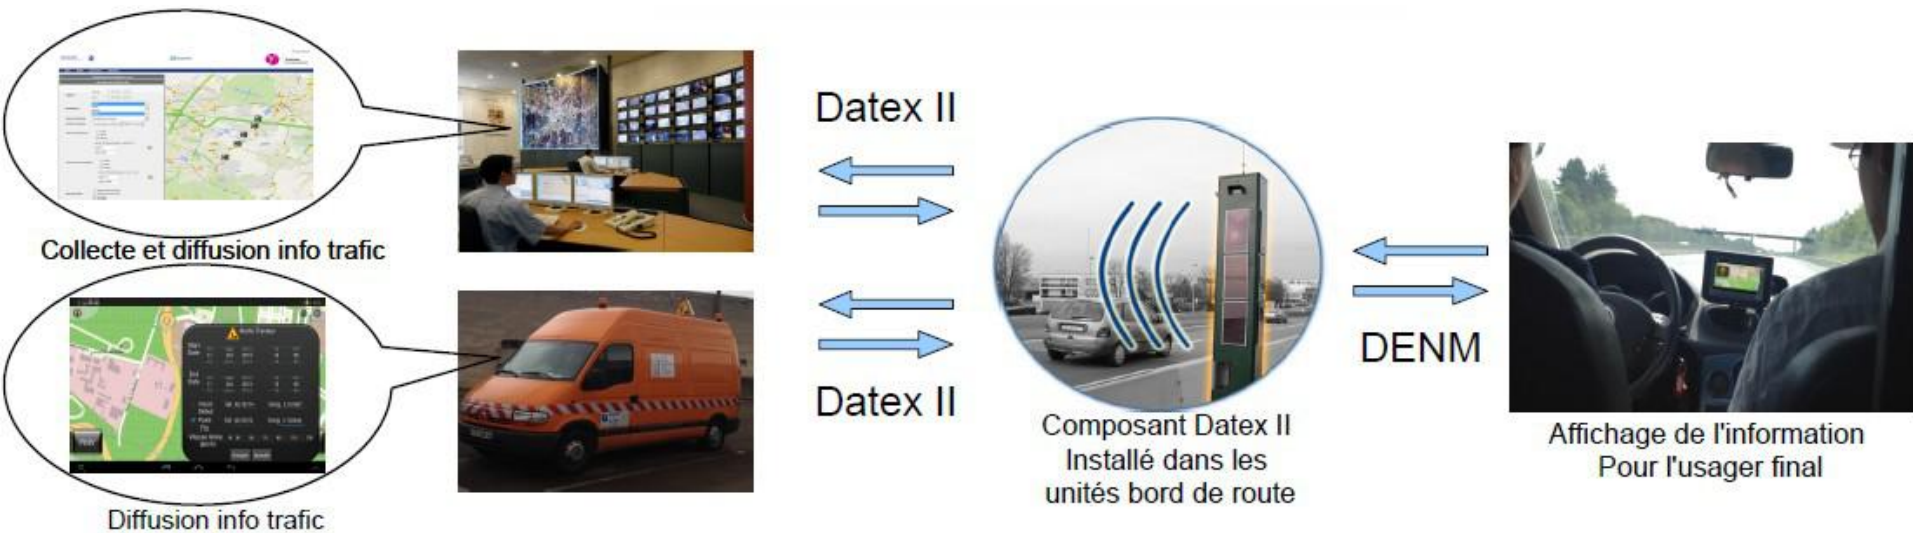 Collecte et diffusion info trafic
Diffusion info trafic
Datex II
Datex II
Composant Datex II
Installé dans les
unités bord de route
DENM
Affichage de l'information
Pour l'usager final